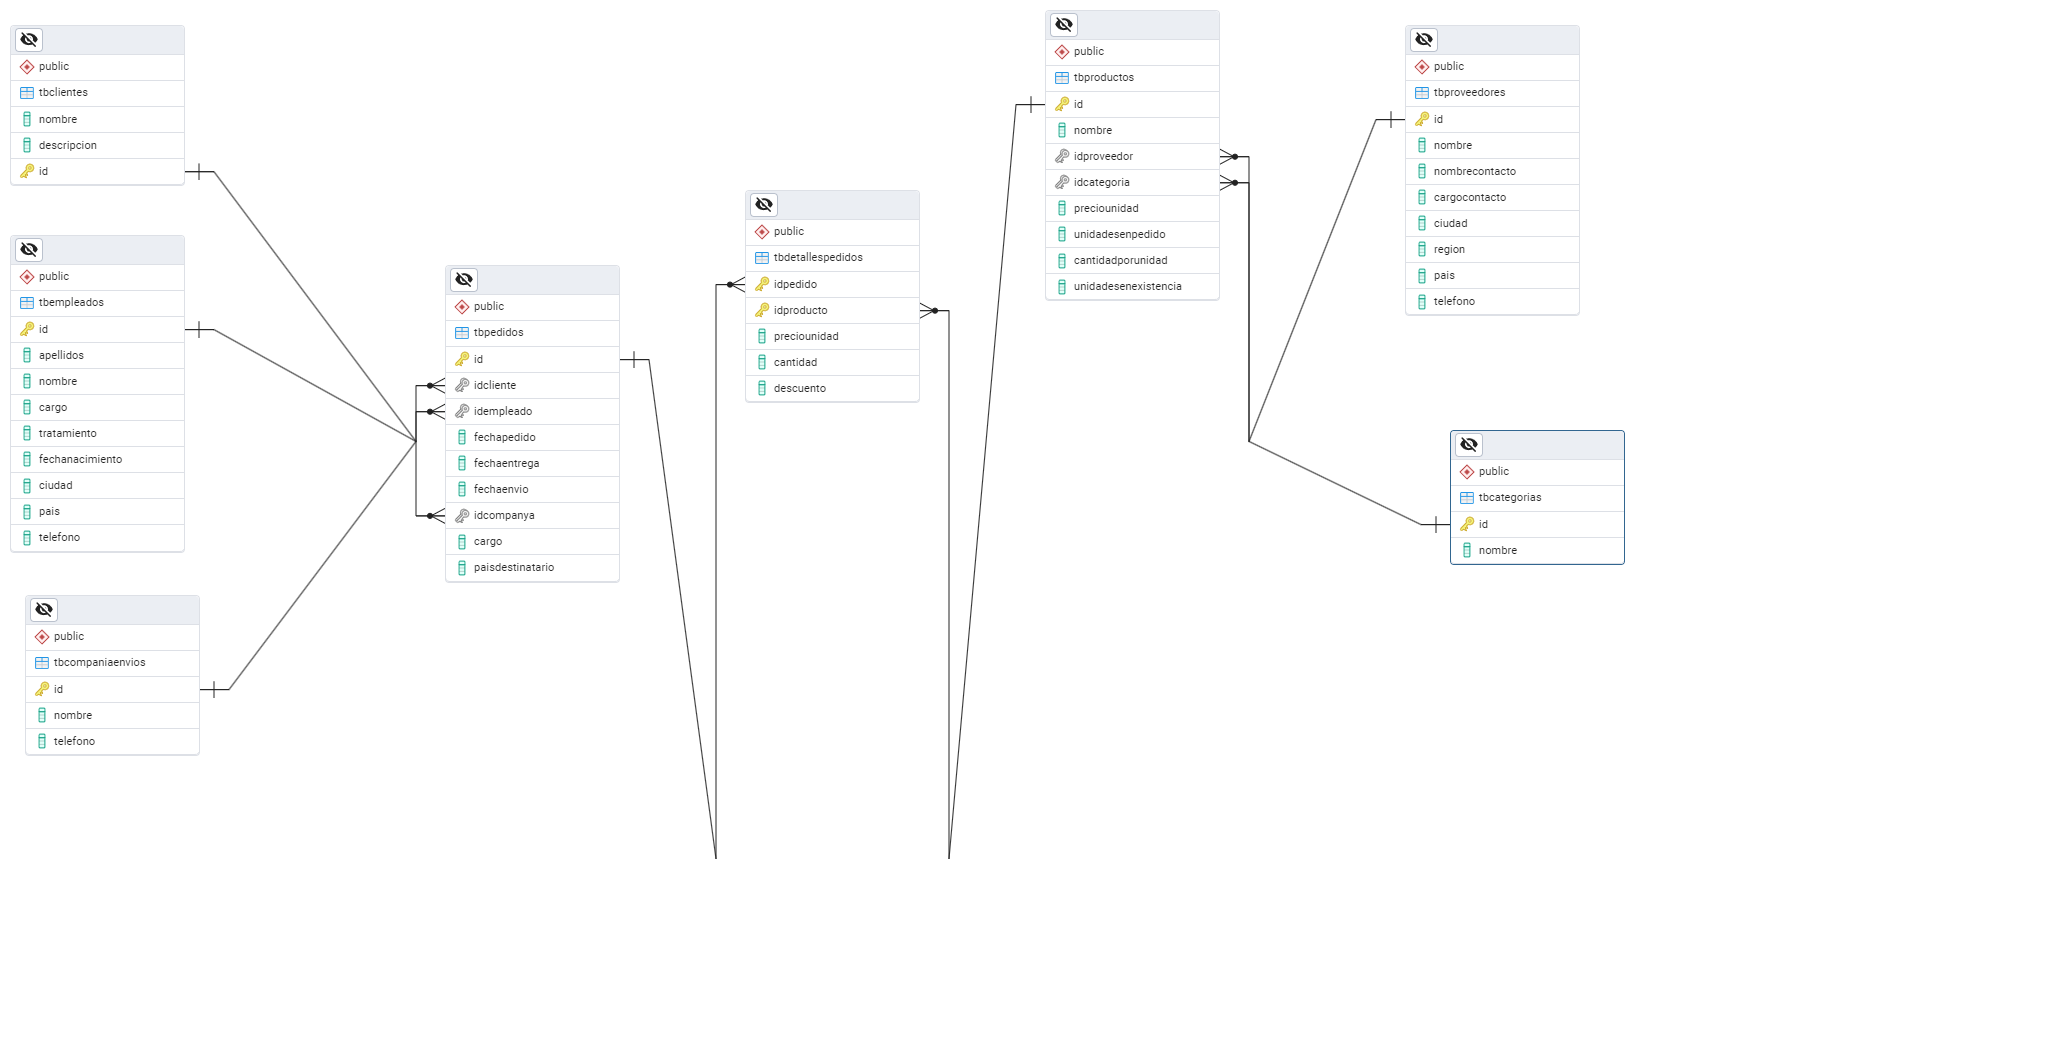 public
tbclientes
nombre
descripcion
id
public
tbempleados
id
apellidos
nombre
cargo
tratamiento
fechanacimiento
ciudad
pais
telefono
public
tbcompaniaenvios
id
nombre
telefono
public
tbpedidos
id
idcliente
idempleado
fechapedido
fechaentrega
fechaenvio
idcompanya
cargo
paisdestinatario
public
tbdetallespedidos
idpedido
idproducto
preciounidad
cantidad
descuento
public
tbproductos
id
nombre
idproveedor
idcategoria
preciounidad
unidadesenpedido
cantidadporunidad
unidadesenexistencia
public
tbproveedores
id
nombre
nombrecontacto
cargocontacto
ciudad
region
pais
telefono
public
tbcategorias
id
nombre